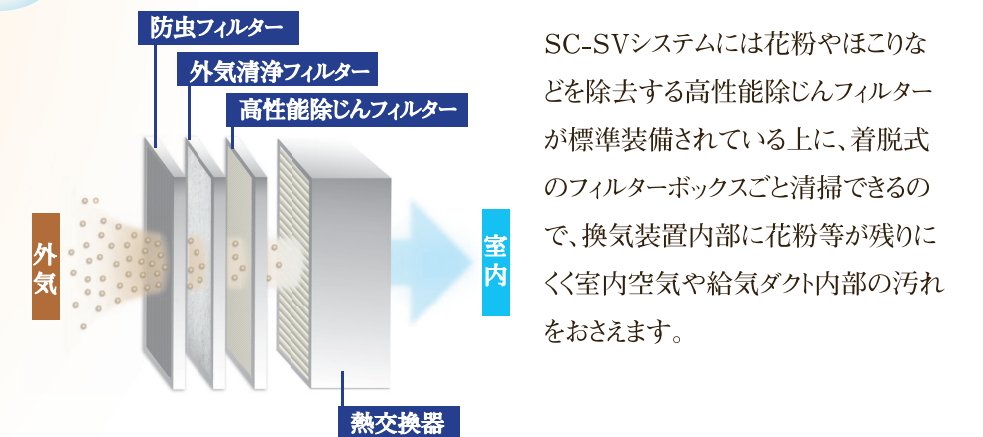 防虫フィルター
外気清浄フィルター
高性能除じんフィルター
外気
室内
熱交換器
SC-SVシステムには花粉やほこりな
どを除去する高性能除じんフィルター
が標準装備されている上に、着脱式
のフィルターボックスごと清掃できるの
で、換気装置内部に花粉等が残りに
くく室内空気や給気ダクト内部の汚れ
をおさえます。